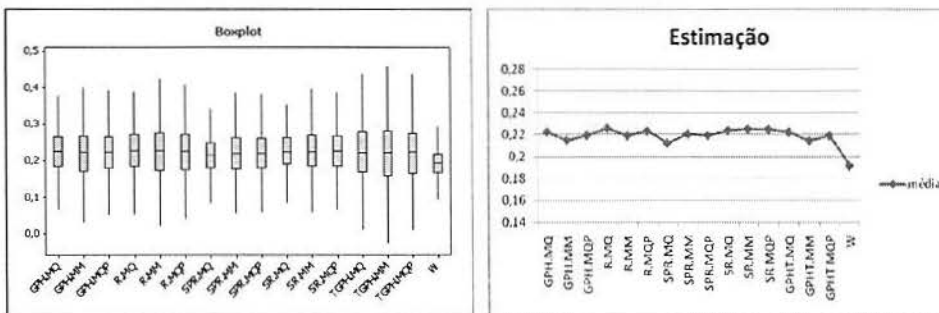 Boxplot
0,5
0,4
0,3
0,2
0,1
0,0
GPH.MQ
GPH.MM
GPH.MQP
R.MQ
R.MM
R.MQP
SPR.MQ
SPR.MM
SPR.MQP
SR.MQ
SR.MM
SR.MQP
TGPH.MQ
TGPH.MM
TGPH.MQP
W
Estimação
0,28
0,26
0,24
0,22
0,2
0,18
0,16
0,14
GPH.MQ
GPH.MM
GPH.MQP
R.MQ
R.MM
R.MQP
SPR.MQ
SPR.MM
SPR.MQP
SR.MQ
SR.MM
SR.MQP
GPHT.MQ
GPHT.MM
GPHT.MQP
W
média